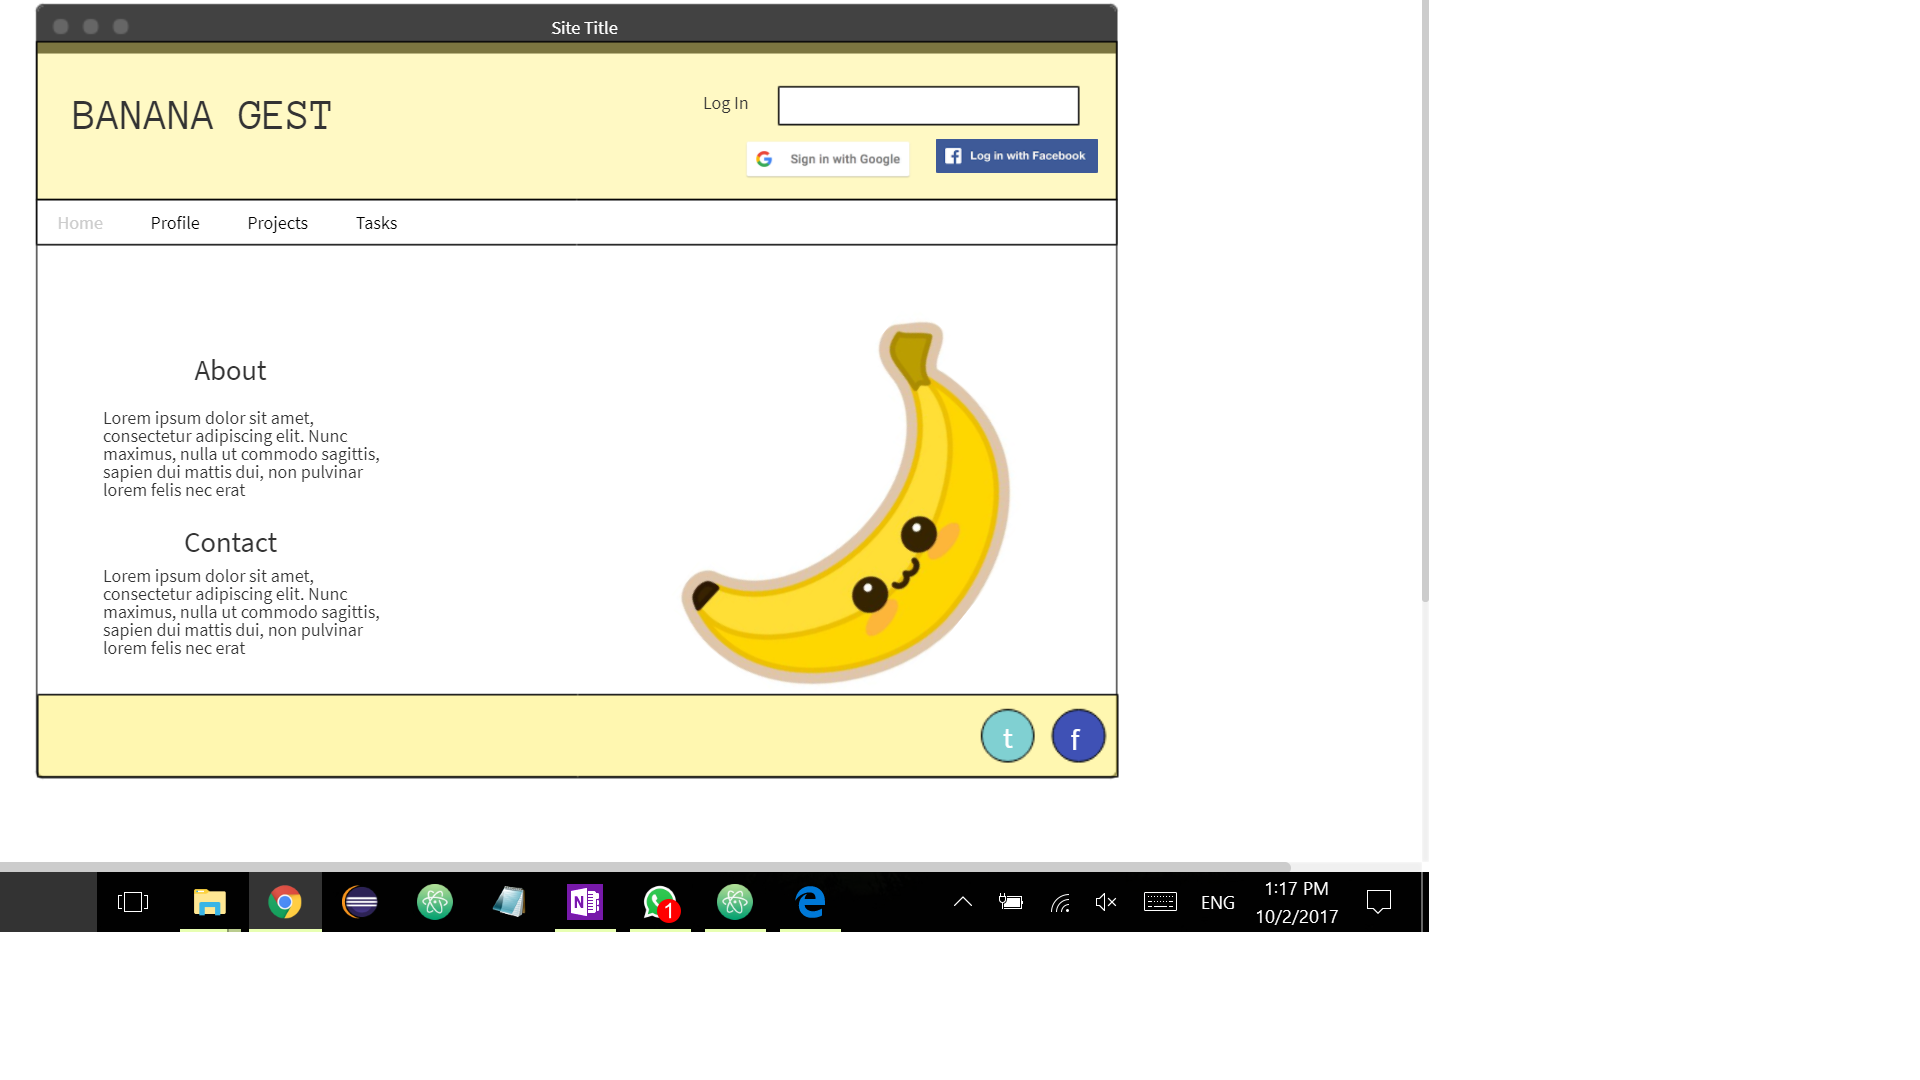 Site Title
BANANA GEST
Log In
Sign in with Google
Log in with Facebook
Home Profile Projects Tasks
About
Lorem ipsum dolor sit amet,
consectetur adipiscing elit. Nunc
maximus, nulla ut commodo sagittis,
sapien dui mattis dui, non pulvinar
lorem felis nec erat
Contact
Lorem ipsum dolor sit amet,
consectetur adipiscing elit. Nunc
maximus, nulla ut commodo sagittis,
sapien dui mattis dui, non pulvinar
lorem felis nec erat
t f
N
1
ENG
1:17 PM
10/2/2017